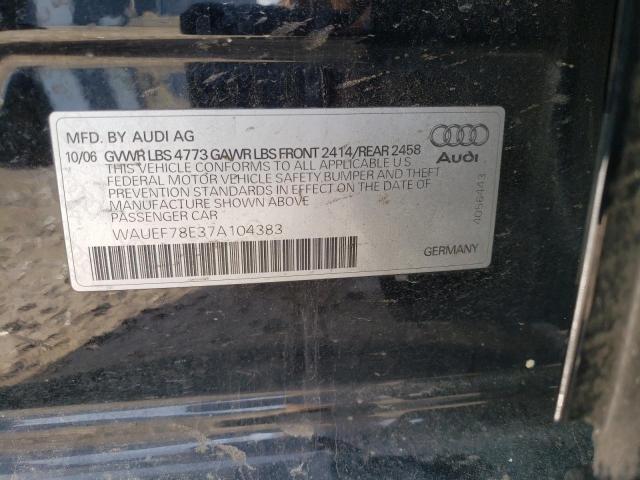 MFD. BY AUDI AG
10/06 GVWR LBS 4773 GAWR LBS FRONT 2414/REAR 2458
THIS VEHICLE CONFORMS TO ALL APPLICABLE U.S.
FEDERAL MOTOR VEHICLE SAFETY BUMPER AND THEFT
PREVENTION STANDARDS IN EFFECT ON THE DATE OF
MANUFACTURE SHOWN ABOVE
PASSENGER CAR
WAUEF78E37A104383
Audi
4056443
GERMANY